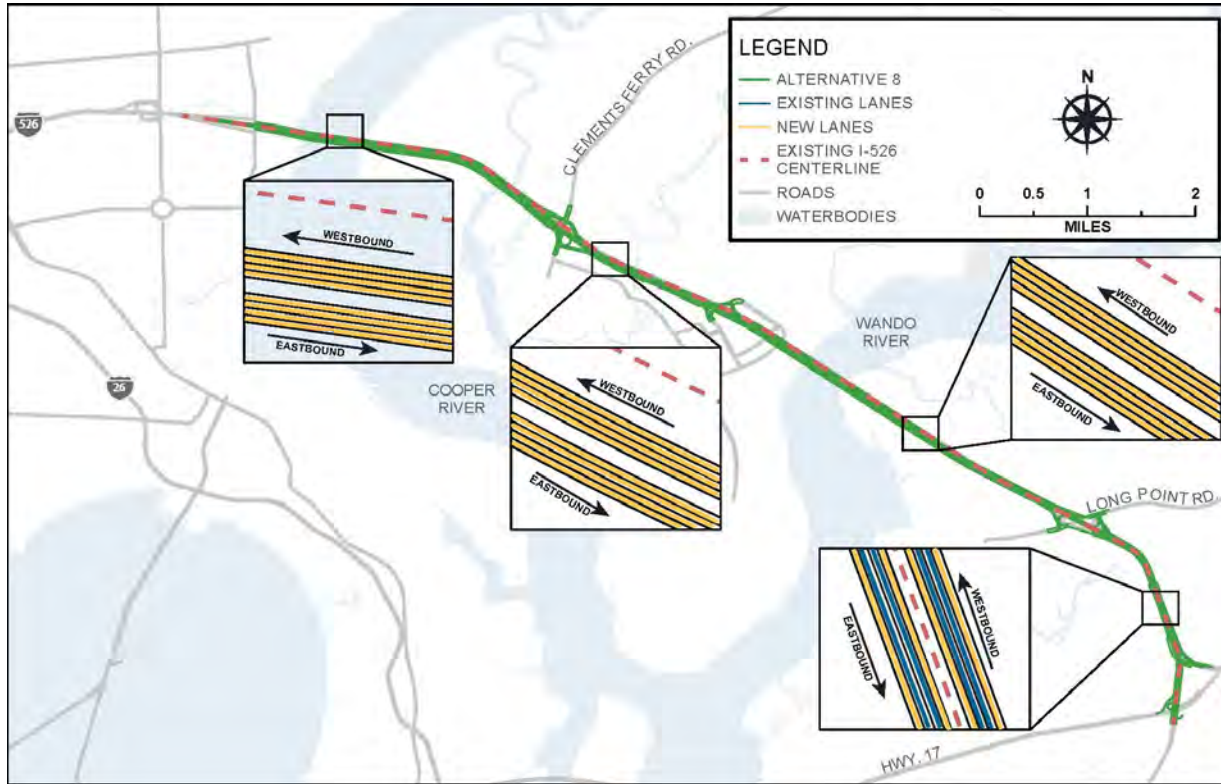 LEGEND
ALTERNATIVE 8
EXISTING LANES
NEW LANES
EXISTING I-526
CENTERLINE
ROADS
WATERBODIES
N
0 0.5 1 2
MILES
CLEMENTS FERRY RD.
526
WESTBOUND
EASTBOUND
26
COOPER
RIVER
WESTBOUND
EASTBOUND
WANDO
RIVER
WESTBOUND
EASTBOUND
LONG POINT RD.
WESTBOUND
EASTBOUND
HWY. 17